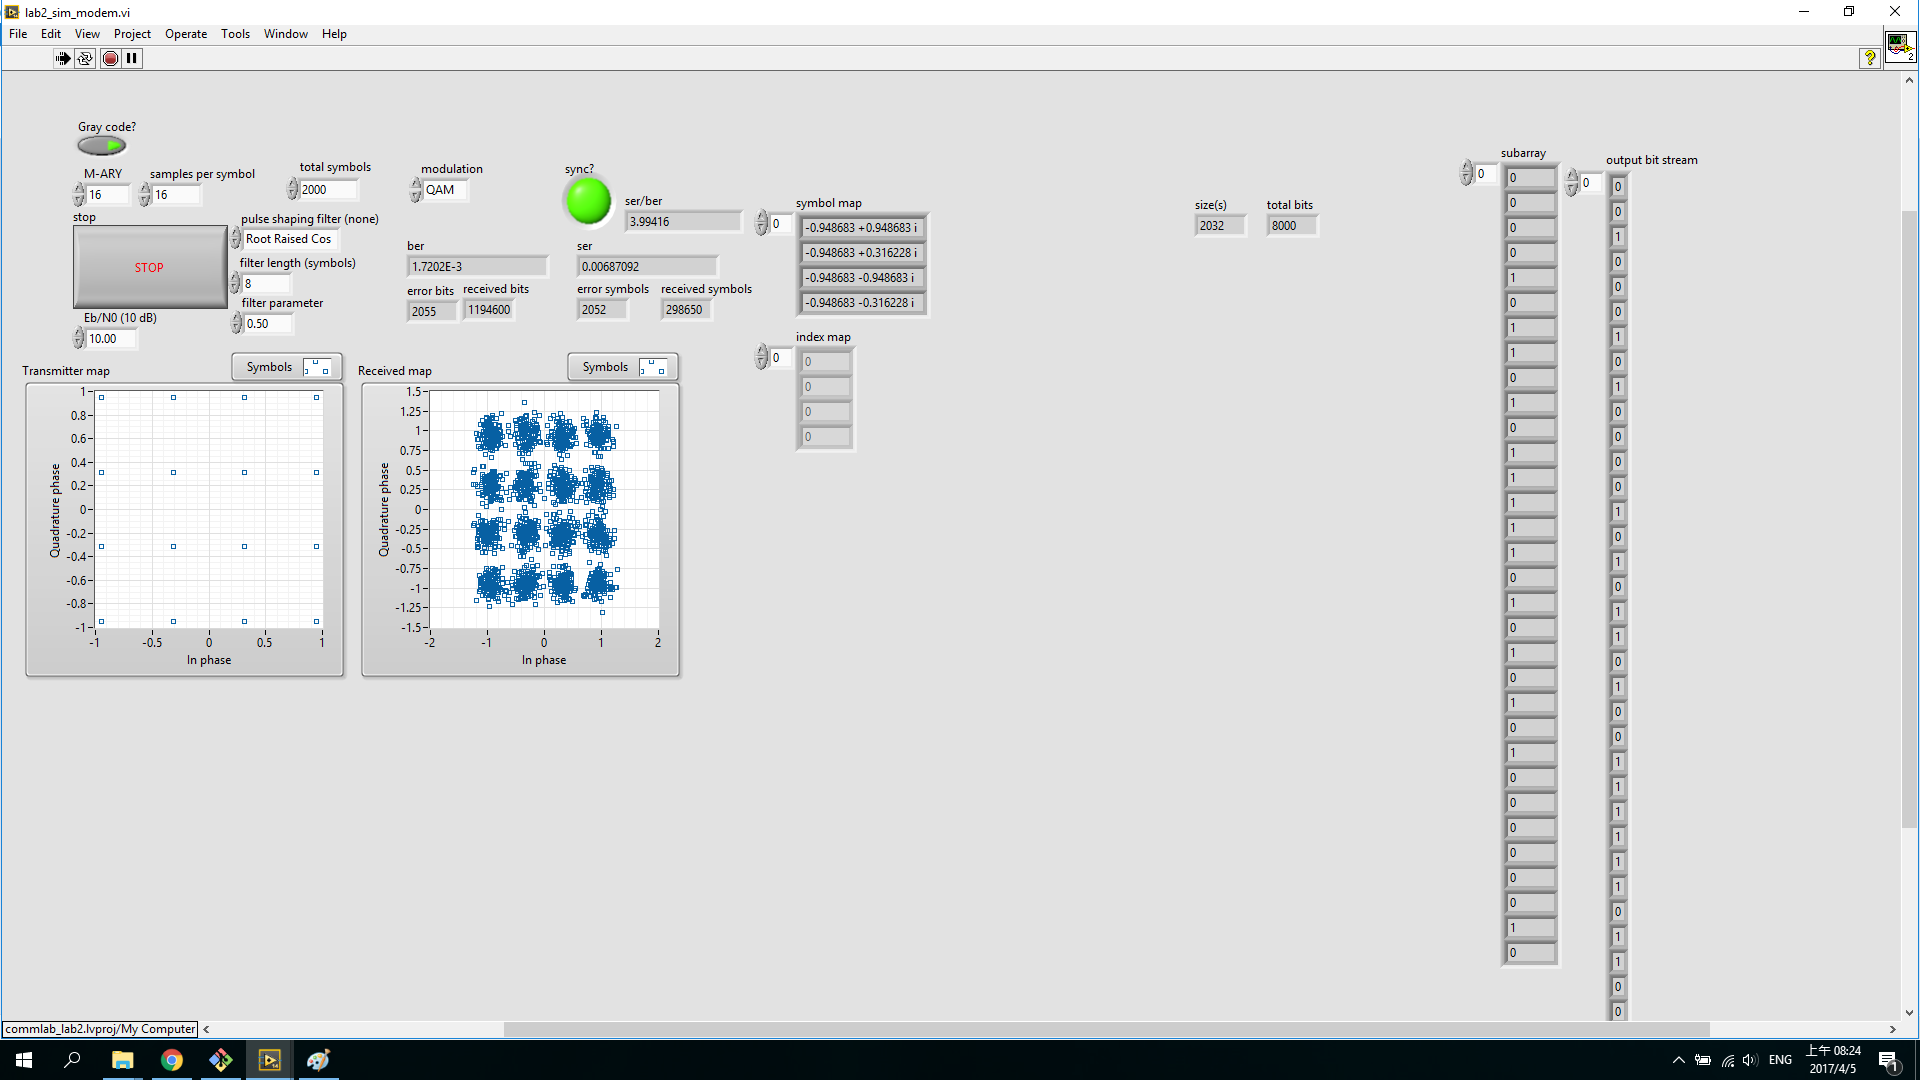 lab2_sim_modem.vi
File Edit View Project Operate Tools Window Help
2
Gray code?
M-ARY
16
samples per symbol
16
total symbols
2000
modulation
QAM
sync?
ser/ber
3.99416
stop
STOP
pulse shaping filter (none)
Root Raised Cos
filter length (symbols)
8
filter parameter
0.50
Eb/N0 (10 dB)
10.00
ber
1.7202E-3
ser
0.00687092
error bits
2055
received bits
1194600
error symbols
2052
received symbols
298650
symbol map
0
-0.948683 +0.948683 i
-0.948683 +0.316228 i
-0.948683 -0.948683 i
-0.948683 -0.316228 i
index map
0
0
0
0
0
size(s)
2032
total bits
8000
Transmitter map
Symbols
Quadrature phase
1
0.8
0.6
0.4
0.2
0
-0.2
-0.4
-0.6
-0.8
-1
-1 -0.5 0 0.5 1
In phase
Received map
Symbols
Quadrature phase
1.5
1.25
1
0.75
0.5
0.25
0
-0.25
-0.5
-0.75
-1
-1.25
-1.5
-2 -1 0 1 2
In phase
subarray
0
0
0
0
0
1
0
1
1
0
1
0
1
1
1
1
1
0
1
0
1
0
1
0
1
0
0
0
0
0
0
1
0
output bit stream
0
0
0
1
0
0
0
1
0
1
0
0
0
0
1
0
1
0
1
1
0
1
0
0
1
1
1
1
1
1
0
1
1
0
0
commlab_lab2.lvproj/My Computer
ENG
上午 08:24
2017/4/5
1